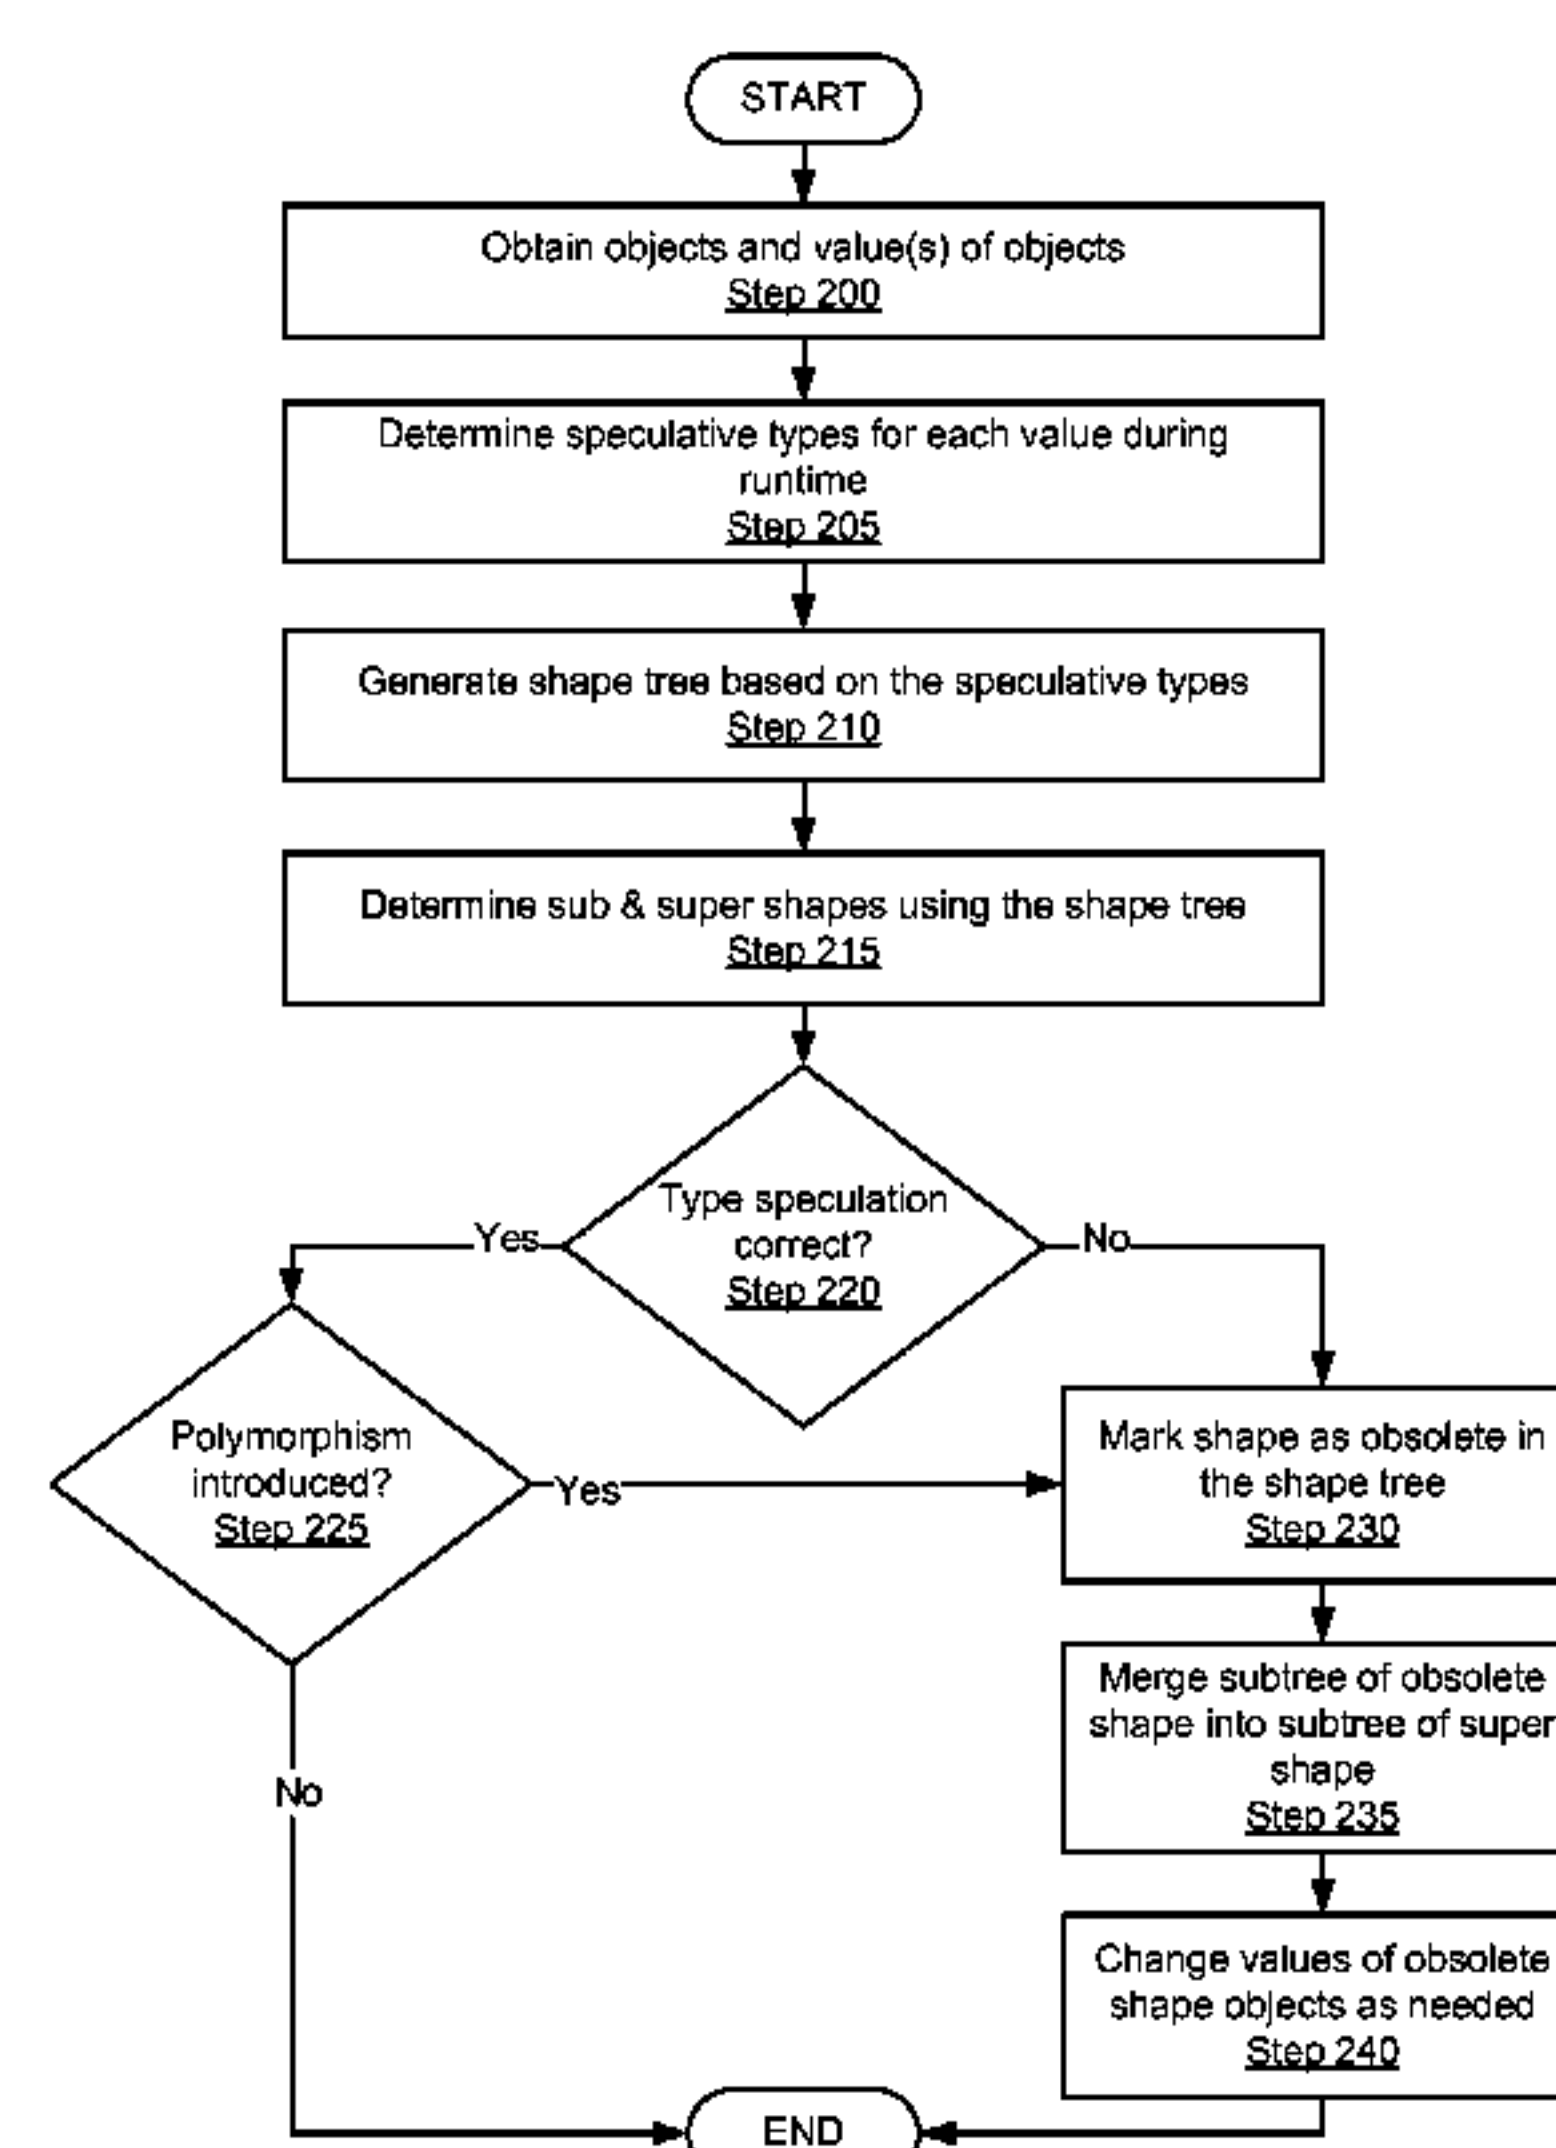 START
Obtain objects and value(s) of objects
Step 200
Determine speculative types for each value during
runtime
Step 205
Generate shape tree based on the speculative types
Step 210
Determine sub & super shapes using the shape tree
Step 215
Type speculation
correct?
Step 220
Yes
No
Polymorphism
introduced?
Step 225
Yes
No
Mark shape as obsolete in
the shape tree
Step 230
Merge subtree of obsolete
shape into subtree of super
shape
Step 235
Change values of obsolete
shape objects as needed
Step 240
END